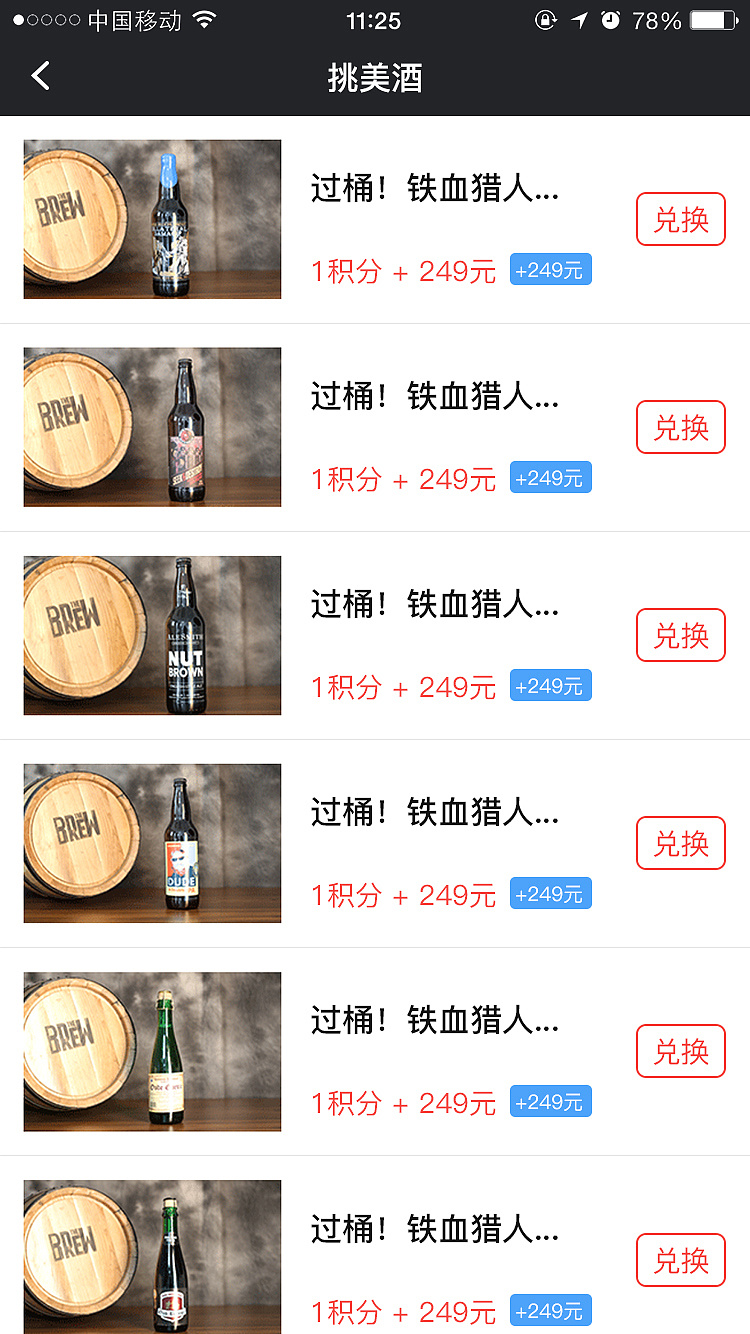 中国移动 11:25 78%
挑美酒
THE
BREW
过桶！铁血猎人...
1积分 + 249元 +249元
兑换
THE
BREW
过桶！铁血猎人...
1积分 + 249元 +249元
兑换
THE
BREW
ALESMITH
NUT
BROWN
过桶！铁血猎人...
1积分 + 249元 +249元
兑换
THE
BREW
DUDE
过桶！铁血猎人...
1积分 + 249元 +249元
兑换
THE
BREW
过桶！铁血猎人...
1积分 + 249元 +249元
兑换
THE
BREW
过桶！铁血猎人...
1积分 + 249元 +249元
兑换